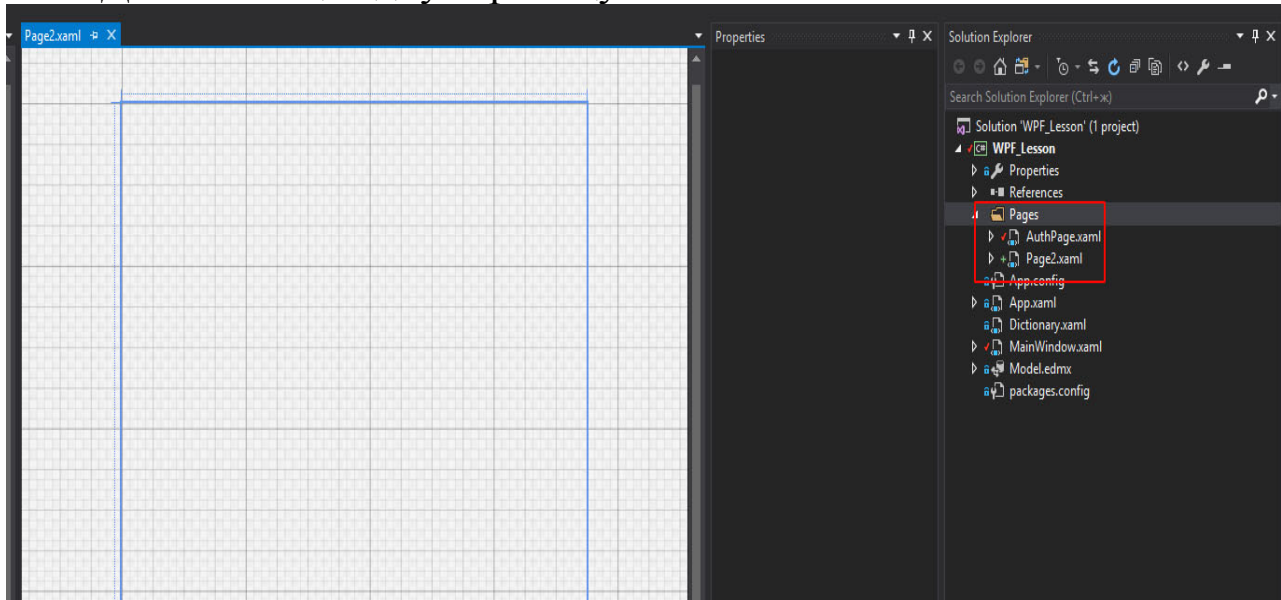 Page2.xaml
Properties
Solution Explorer
Search Solution Explorer (Ctrl+ж)
Solution 'WPF_Lesson' (1 project)
WPF_Lesson
Properties
References
Pages
AuthPage.xaml
Page2.xaml
App.config
App.xaml
Dictionary.xaml
MainWindow.xaml
Model.edmx
packages.config